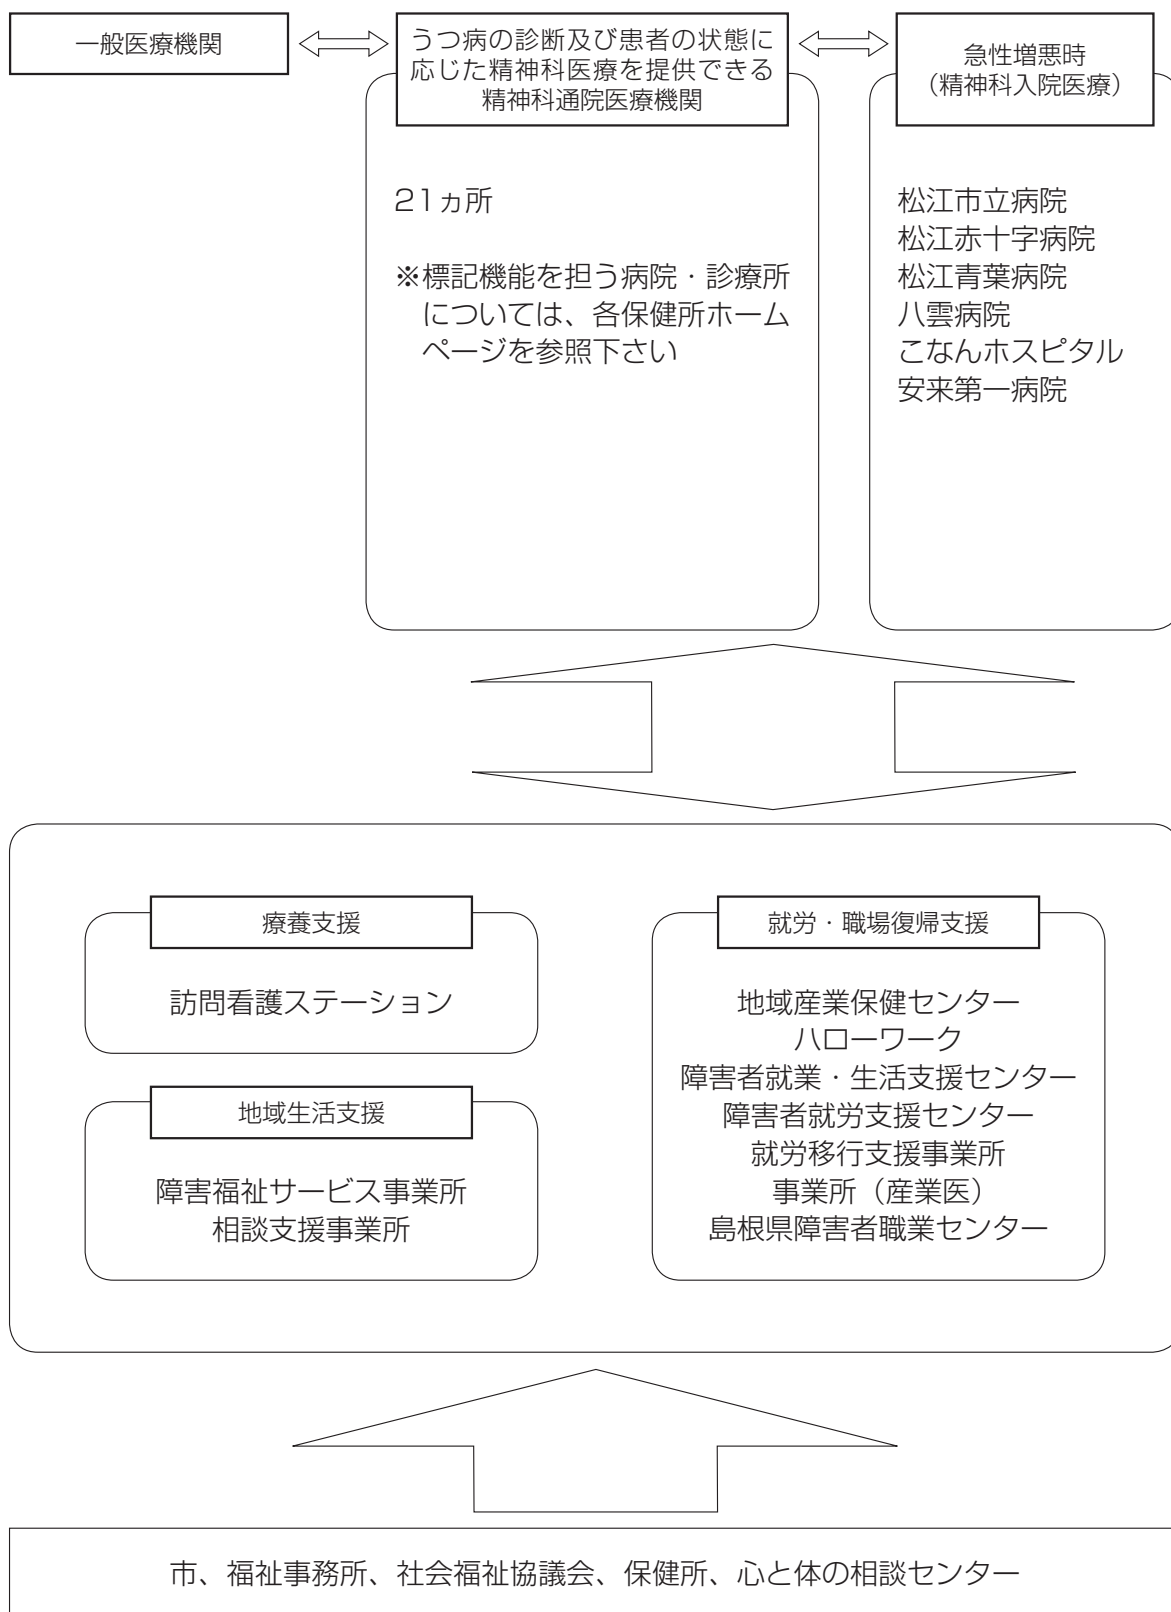 一般医療機関
うつ病の診断及び患者の状態に
応じた精神科医療を提供できる
精神科通院医療機関
急性増悪時
（精神科入院医療）
21ヵ所
※標記機能を担う病院・診療所
については、各保健所ホーム
ページを参照下さい
松江市立病院
松江赤十字病院
松江青葉病院
八雲病院
こなんホスピタル
安来第一病院
療養支援
訪問看護ステーション
地域生活支援
障害福祉サービス事業所
相談支援事業所
就労・職場復帰支援
地域産業保健センター
ハローワーク
障害者就業・生活支援センター
障害者就労支援センター
就労移行支援事業所
事業所（産業医）
島根県障害者職業センター
市、福祉事務所、社会福祉協議会、保健所、心と体の相談センター